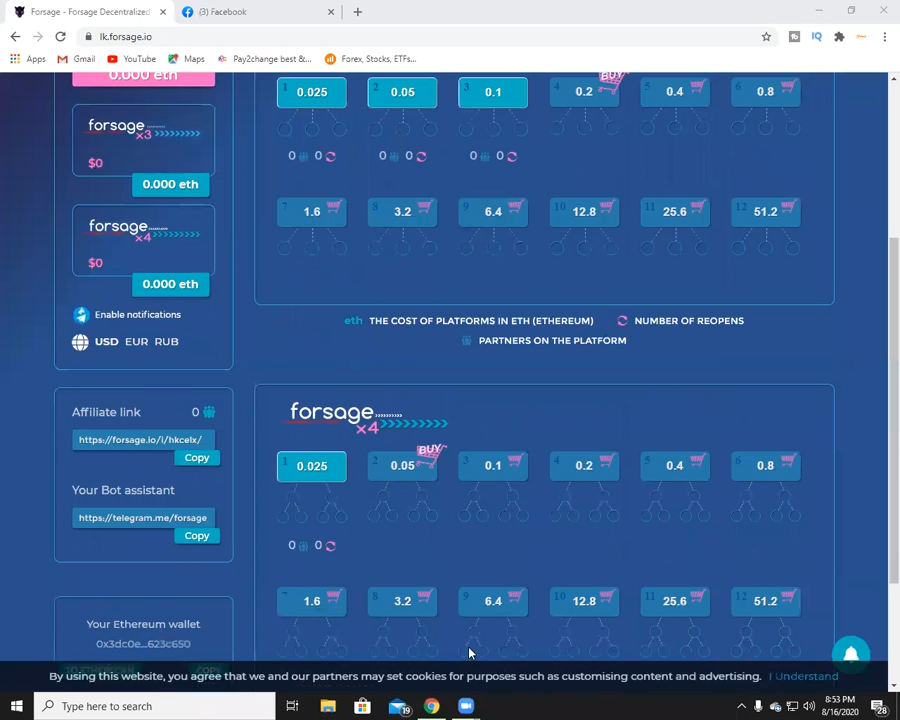 Forsage - Forsage Decentralized
(3) Facebook
lk.forsage.io
Apps
Gmail
YouTube
Maps
Pay2change best &...
Forex, Stocks, ETFs...
0.000 eth
forsage
x3
$0
0.000 eth
forsage
x4
$0
0.000 eth
Enable notifications
USD EUR RUB
Affiliate link 0
https://forsage.io/i/hkcelx/
Copy
Your Bot assistant
https://telegram.me/forsage
Copy
Your Ethereum wallet
0x3dc0e...623c650
TO ETHERSCAN COPY
1 0.025
2 0.05
3 0.1
4 0.2 BUY
5 0.4
6 0.8
0 0
0 0
0 0
7 1.6
8 3.2
9 6.4
10 12.8
11 25.6
12 51.2
eth THE COST OF PLATFORMS IN ETH (ETHEREUM)
NUMBER OF REOPENS
PARTNERS ON THE PLATFORM
forsage
x4
1 0.025
2 0.05 BUY
3 0.1
4 0.2
5 0.4
6 0.8
0 0
7 1.6
8 3.2
9 6.4
10 12.8
11 25.6
12 51.2
By using this website, you agree that we and our partners may set cookies for purposes such as customising content and advertising. I Understand
Type here to search
19
8:53 PM
8/16/2020
28